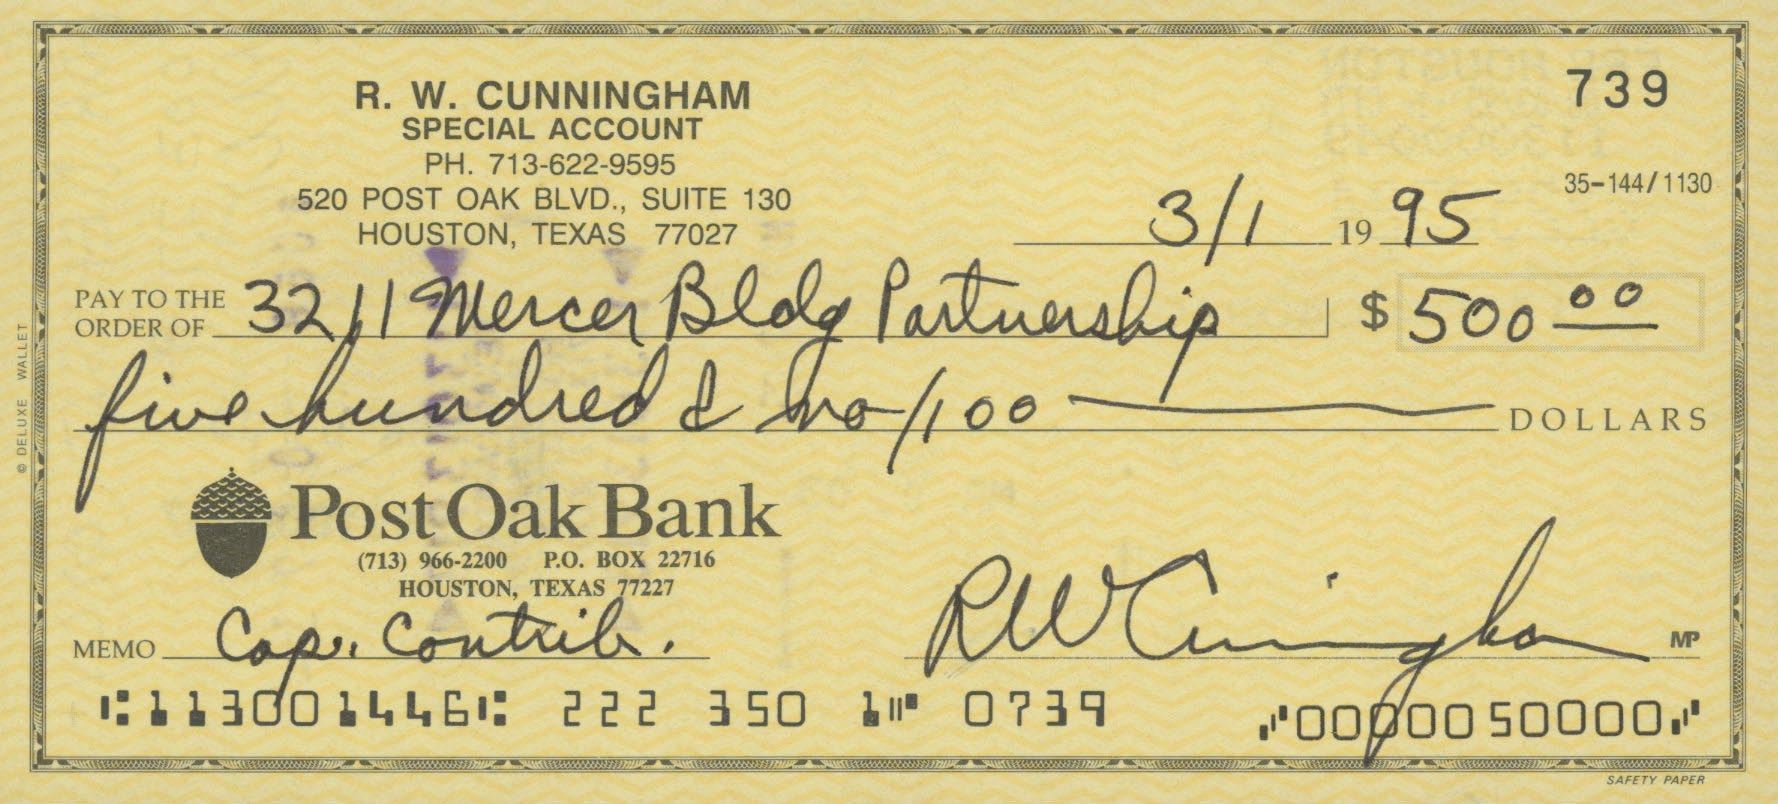 R. W. CUNNINGHAM
SPECIAL ACCOUNT
PH. 713-622-9595
520 POST OAK BLVD., SUITE 130
HOUSTON, TEXAS 77027
739
35-144/1130
3/1 19 95
PAY TO THE
ORDER OF 3211 Mercer Bldg Partnership $ 500 00
five hundred & no/100 DOLLARS
Post Oak Bank
(713) 966-2200 P.O. BOX 22716
HOUSTON, TEXAS 77227
MEMO Cap. Contrib. RW Cunningham MP
⑆113001446⑆ 222 350 1⑈ 0739 ⑇0000050000⑇
© DELUXE WALLET
SAFETY PAPER